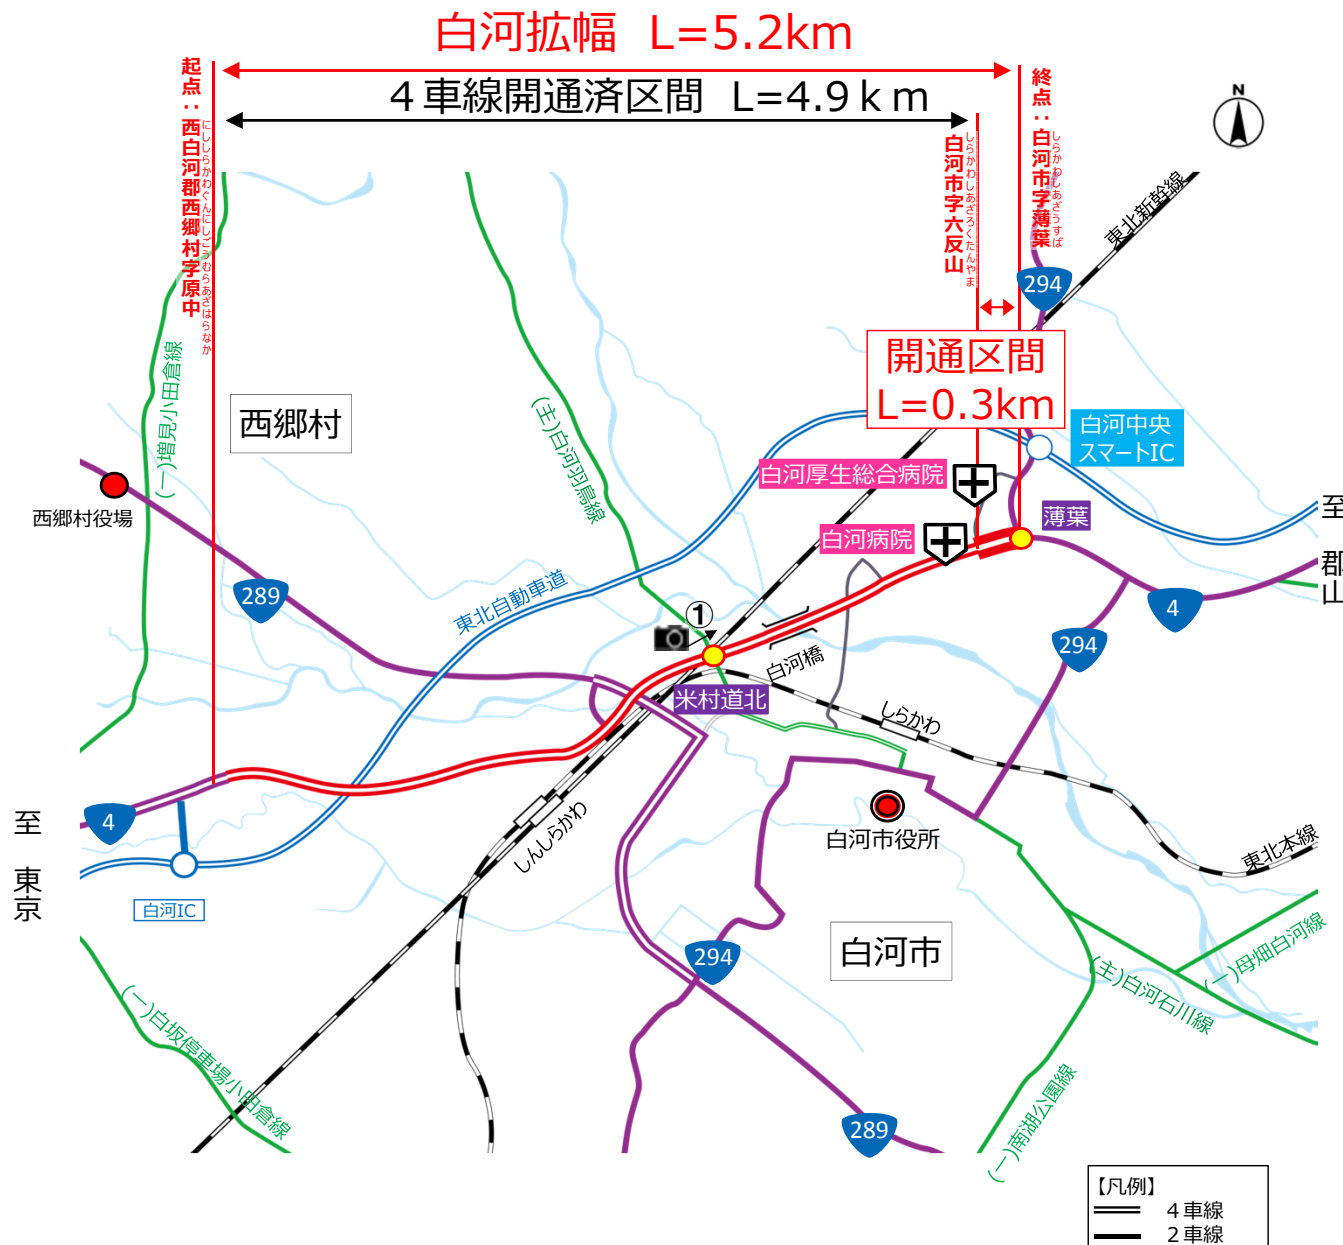 白河拡幅 L=5.2km
４車線開通済区間 L=4.9ｋｍ
起点：西白河郡西郷村字原中
にししらかわぐんにしごうむらあざはらなか
白河市字六反山
しらかわしあざろくたんやま
終点：白河市字薄葉
しらかわしあざうすば
N
東北新幹線
294
開通区間
L=0.3km
(一)増見小田倉線
西郷村
(主)白河羽鳥線
白河中央
スマートIC
白河厚生総合病院
西郷村役場
白河病院
薄葉
至 郡山
289
東北自動車道
①
4
294
白河橋
米村道北
しらかわ
至 東京
4
しんしらかわ
白河市役所
東北本線
白河IC
294
白河市
(一)母畑白河線
(主)白河石川線
(一)白坂停車場小田倉線
(一)南湖公園線
289
【凡例】
４車線
２車線